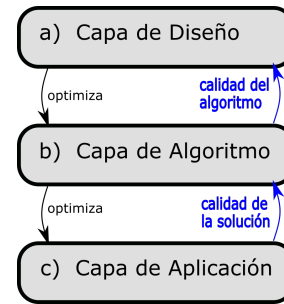 a) Capa de Diseño
optimiza
calidad del
algoritmo
b) Capa de Algoritmo
optimiza
calidad de
la solución
c) Capa de Aplicación